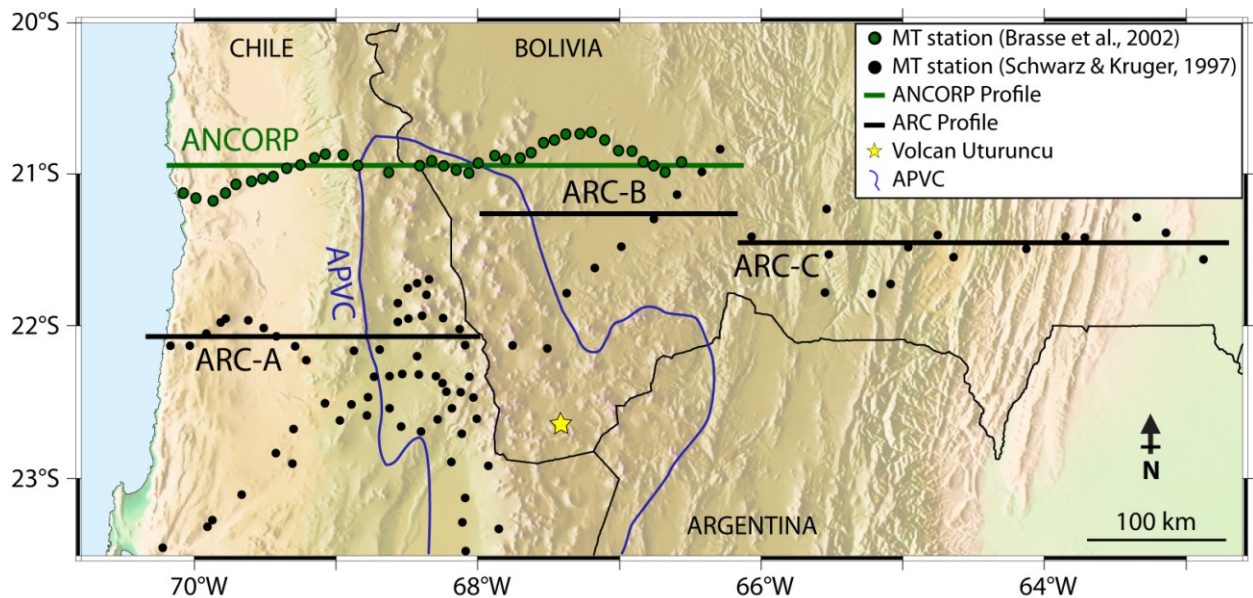 20°S
21°S
22°S
23°S
CHILE
BOLIVIA
ANCORP
ARC-B
ARC-C
APVC
ARC-A
ARGENTINA
MT station (Brasse et al., 2002)
MT station (Schwarz & Kruger, 1997)
ANCORP Profile
ARC Profile
Volcan Uturuncu
APVC
N
100 km
70°W
68°W
66°W
64°W